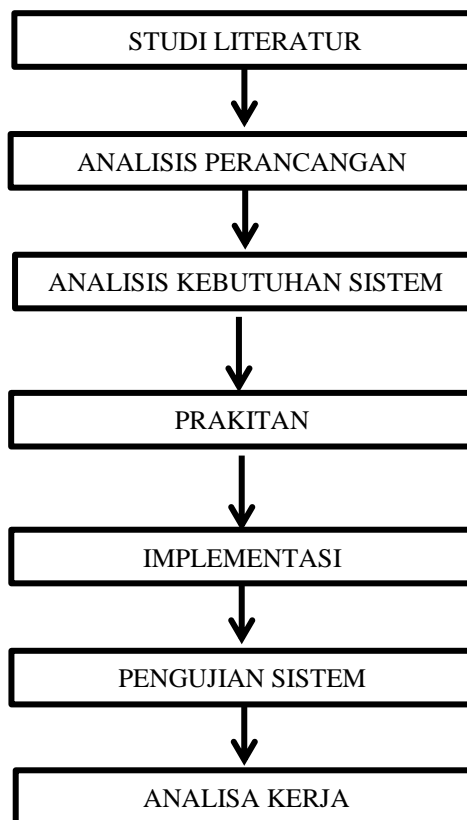 STUDI LITERATUR
ANALISIS PERANCANGAN
ANALISIS KEBUTUHAN SISTEM
PRAKITAN
IMPLEMENTASI
PENGUJIAN SISTEM
ANALISA KERJA